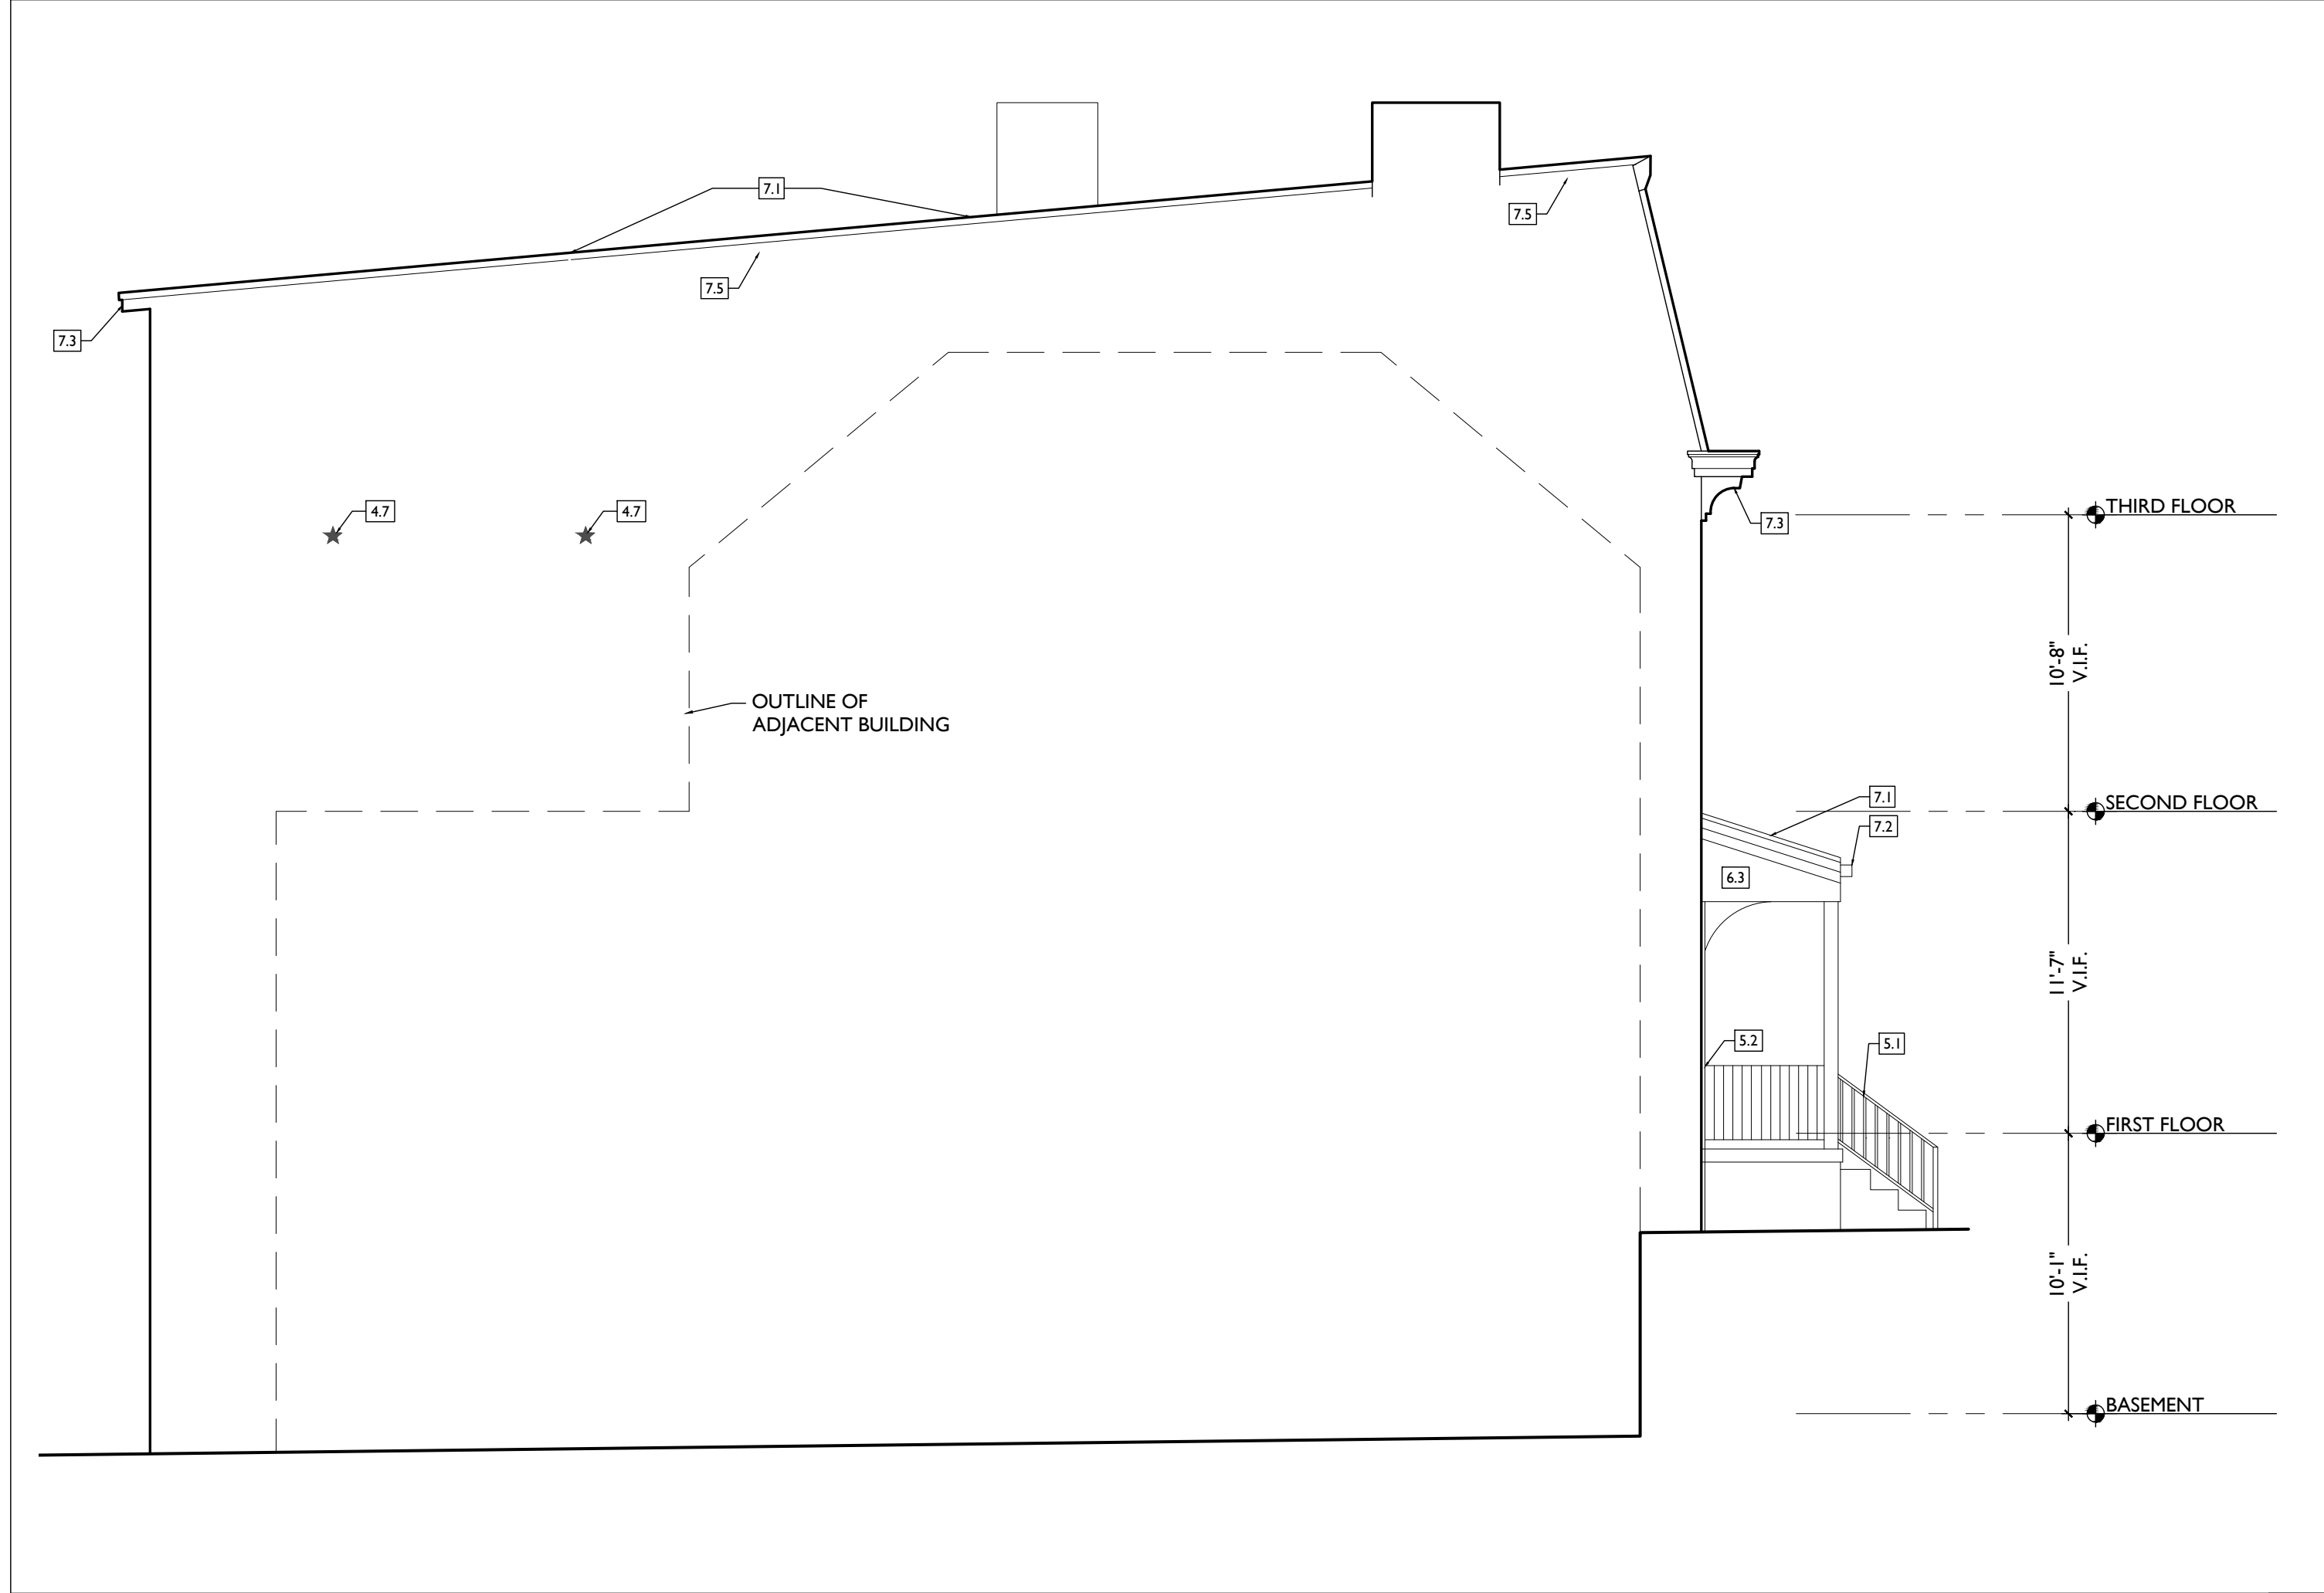 7.1
7.5
7.5
7.3
4.7
4.7
7.3
THIRD FLOOR
10'-8"
V.I.F.
OUTLINE OF
ADJACENT BUILDING
7.1
SECOND FLOOR
7.2
6.3
11'-7"
V.I.F.
5.2
5.1
FIRST FLOOR
10'-1"
V.I.F.
BASEMENT